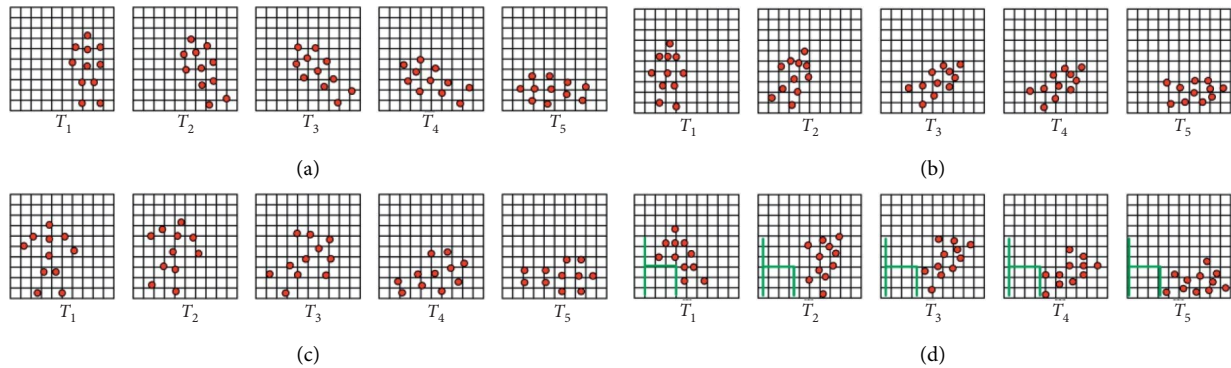 T1 T2 T3 T4 T5 T1 T2 T3 T4 T5
(a) (b)
T1 T2 T3 T4 T5 T1 T2 T3 T4 T5
(c) (d)